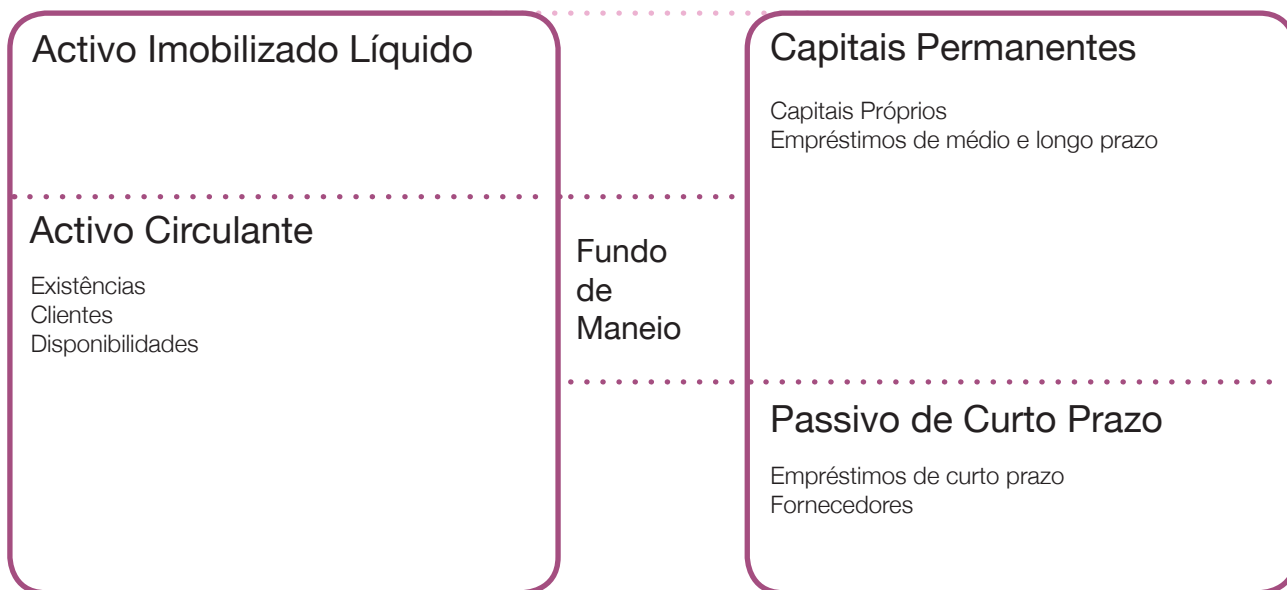 Activo Imobilizado Líquido
Activo Circulante
Existências
Clientes
Disponibilidades
Fundo
de
Maneio
Capitais Permanentes
Capitais Próprios
Empréstimos de médio e longo prazo
Passivo de Curto Prazo
Empréstimos de curto prazo
Fornecedores